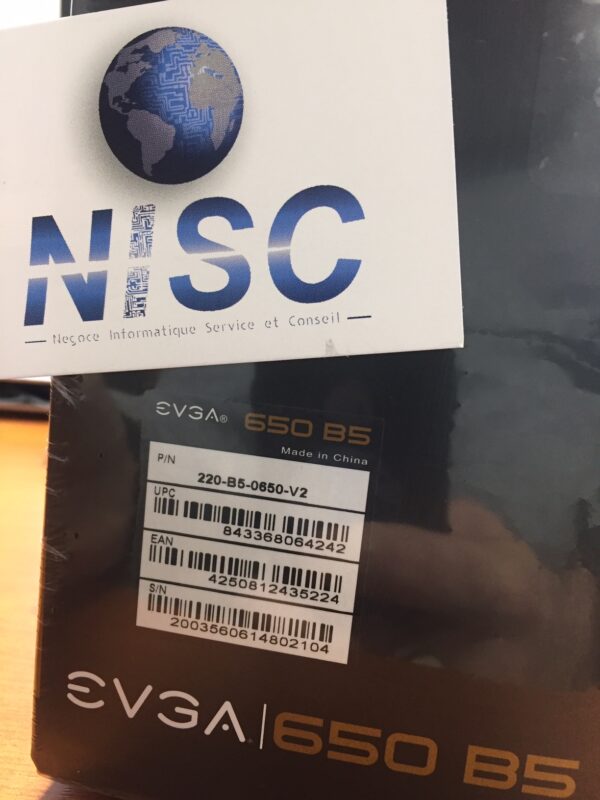 NISC
Negoce Informatique Service et Conseil
EVGA® 650 B5
Made in China
P/N
220-B5-0650-V2
UPC
843368064242
EAN
4250812435224
S/N
2003560614802104
EVGA | 650 B5